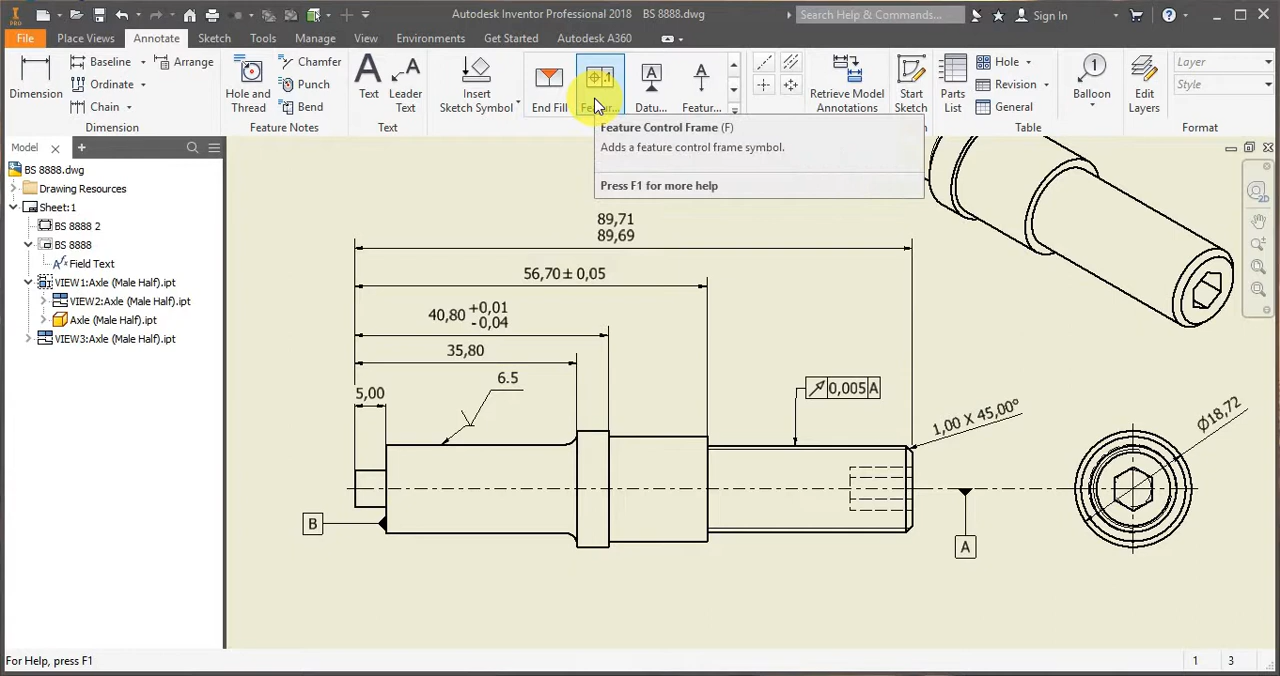 PRO
Autodesk Inventor Professional 2018 BS 8888.dwg
Search Help & Commands...
Sign In
File Place Views Annotate Sketch Tools Manage View Environments Get Started Autodesk A360
Baseline Arrange
Ordinate
Chain
Dimension
Dimension
Hole and Thread
Chamfer
Punch
Bend
Feature Notes
Text
Leader Text
Text
Insert Sketch Symbol
End Fill
Featur...
Datu...
Featur...
Retrieve Model Annotations
Start Sketch
Sketch
Parts List
Hole
Revision
General
Table
Balloon
Edit Layers
Layer
Style
Format
Feature Control Frame (F)
Adds a feature control frame symbol.
Press F1 for more help
Model
BS 8888.dwg
Drawing Resources
Sheet:1
BS 8888 2
BS 8888
Field Text
VIEW1:Axle (Male Half).ipt
VIEW2:Axle (Male Half).ipt
Axle (Male Half).ipt
VIEW3:Axle (Male Half).ipt
89,71
89,69
56,70 ± 0,05
40,80 +0,01
- 0,04
35,80
5,00
6.5
0,005 A
1,00 X 45,00°
Ø18,72
B
A
2D
For Help, press F1
1 3